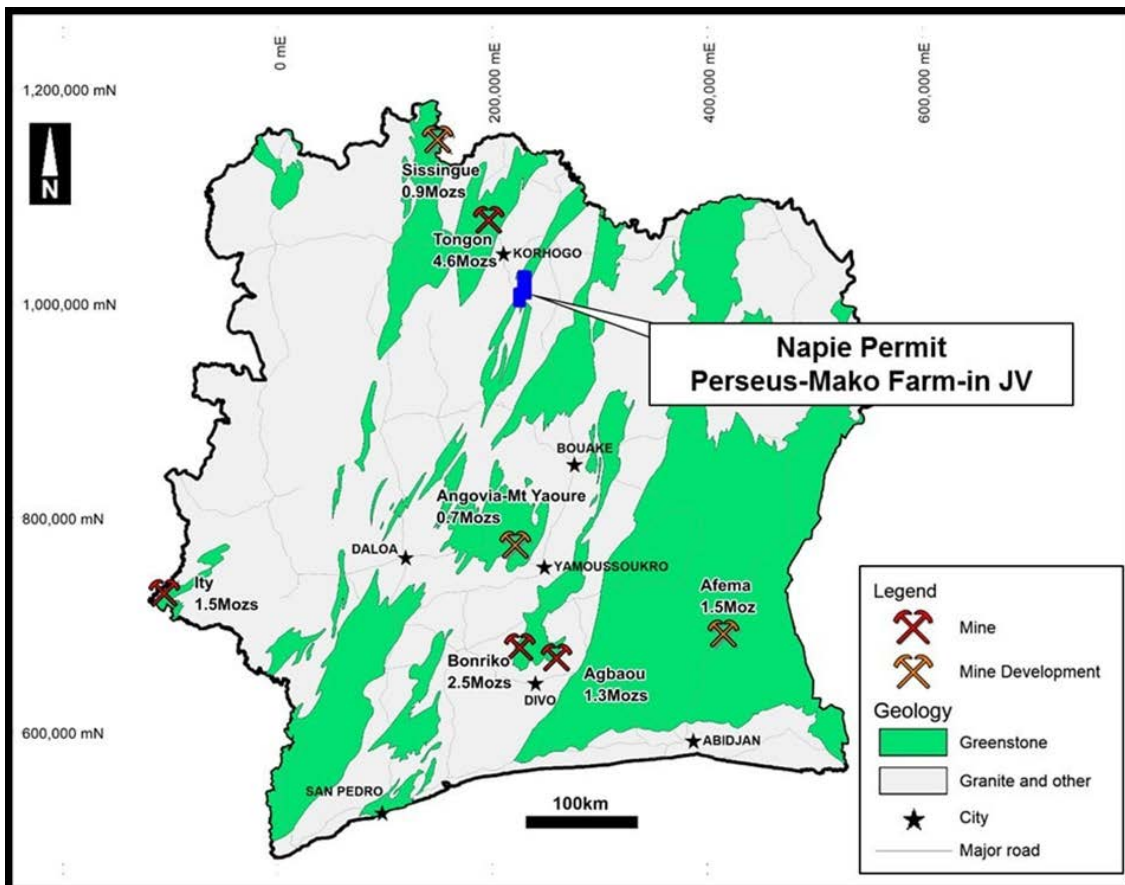 0 mE
200,000 mE
400,000 mE
600,000 mE
1,200,000 mN
N
Sissingue
0.9Mozs
Tongon
4.6Mozs
KORHOGO
1,000,000 mN
Napie Permit
Perseus-Mako Farm-in JV
BOUAKE
Angovia-Mt Yaoure
0.7Mozs
800,000 mN
DALOA
YAMOUSSOUKRO
Ity
1.5Mozs
Afema
1.5Moz
Bonriko
2.5Mozs
Agbaou
1.3Mozs
DIVO
600,000 mN
ABIDJAN
SAN PEDRO
100km
Legend
Mine
Mine Development
Geology
Greenstone
Granite and other
City
Major road